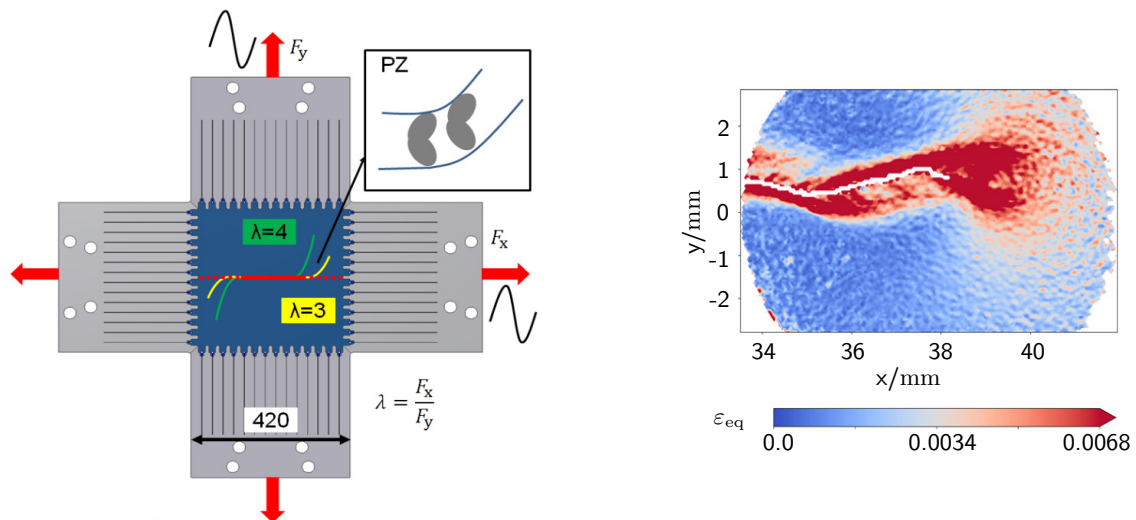 F_y
PZ
λ=4
F_x
λ=3
λ = F_x / F_y
420
y/mm
2
1
0
-1
-2
34 36 38 40
x/mm
ε_eq
0.0 0.0034 0.0068